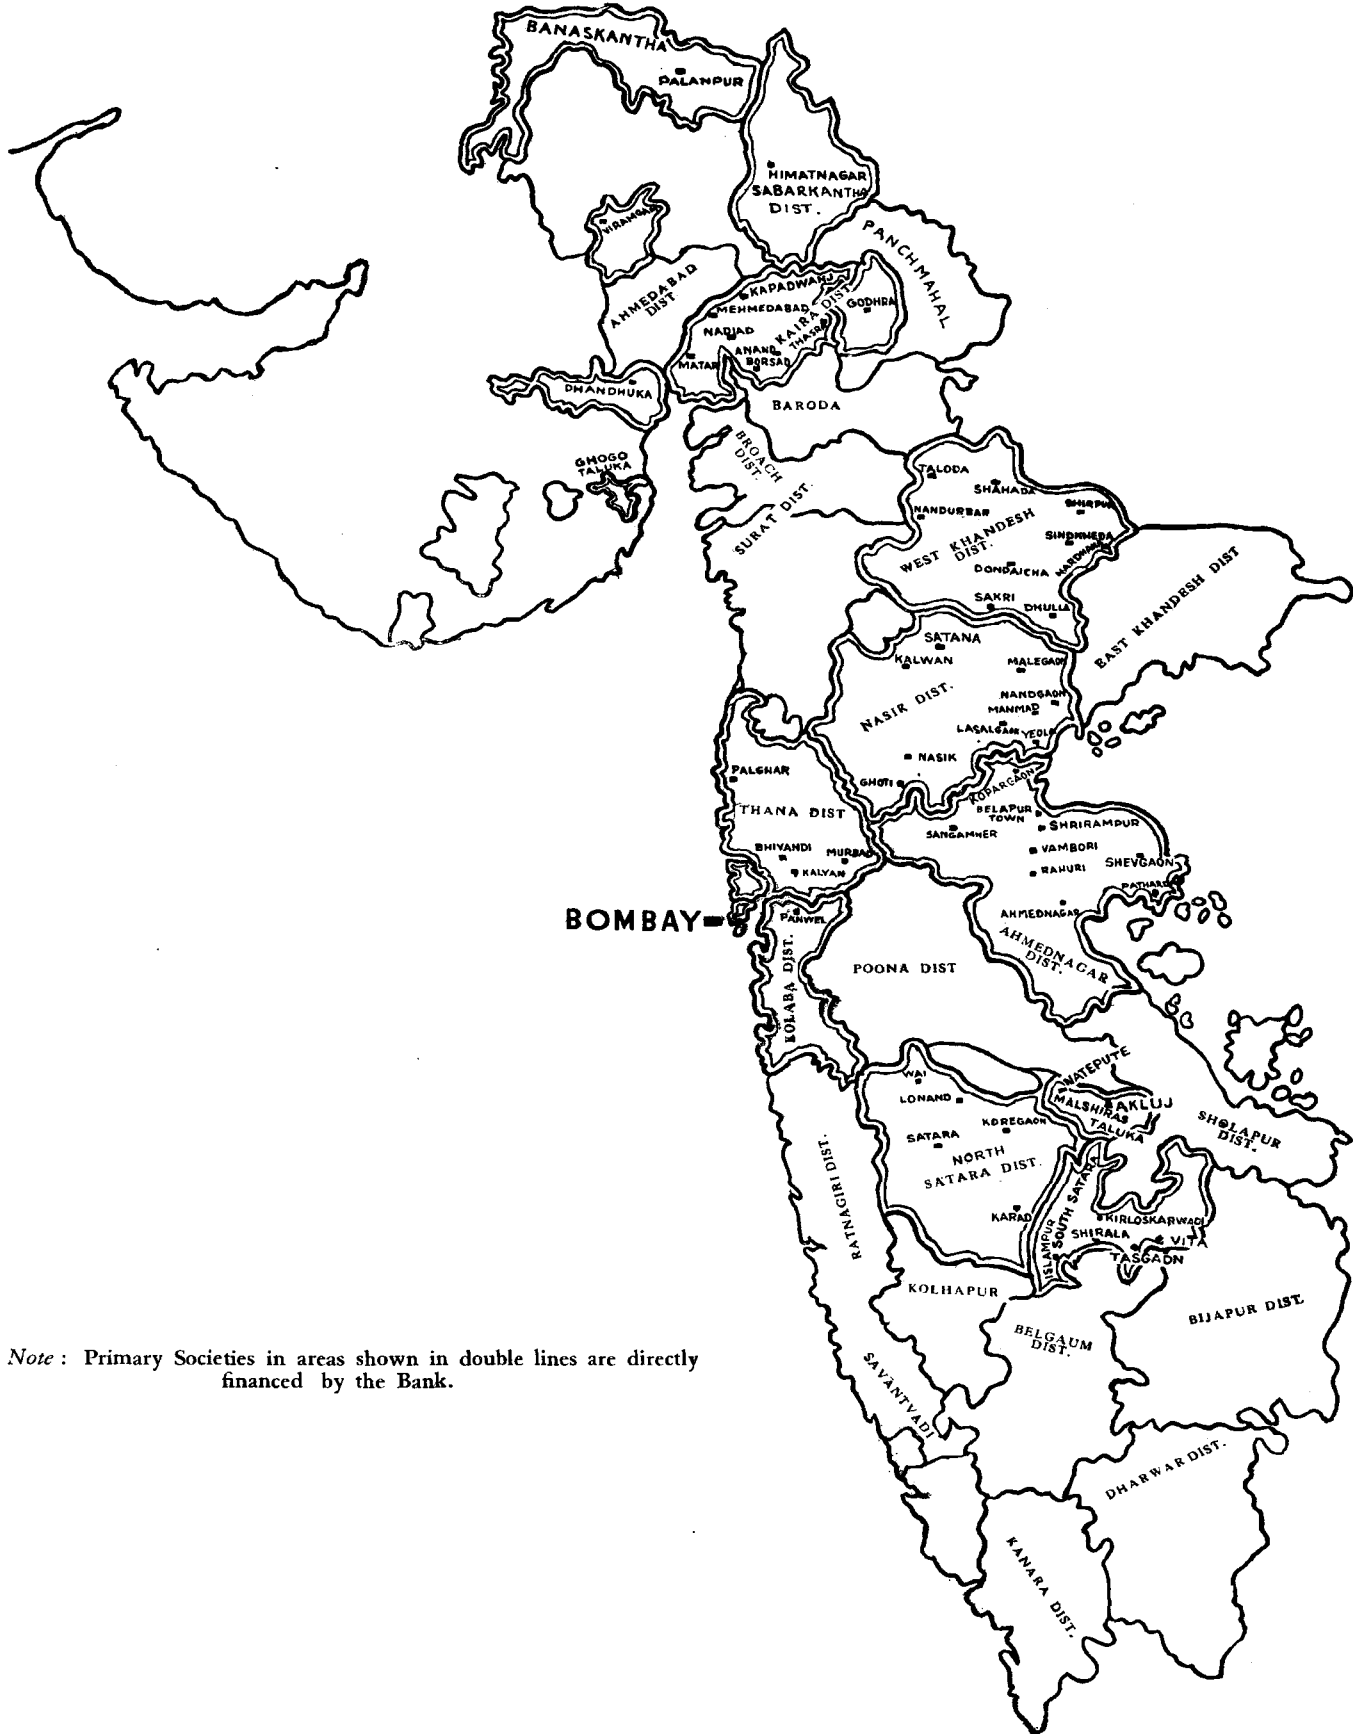 BANASKANTHA
PALANPUR
HIMATNAGAR
SABARKANTHA
DIST.
VIRAMGAM
PANCHMAHAL
AHMEDABAD
DIST
KAPADWANJ
MEHMEDABAD
KAIRA DIST.
GODHRA
NADIAD
THASRA
ANAND
BORSAD
MATAR
DHANDHUKA
BARODA
BROACH
DIST.
GHOGO
TALUKA
SURAT DIST.
TALODA
SHAHADA
SHIRPUR
NANDURBAR
WEST KHANDESH
DIST.
SINDKHEDA
NARDHANA
DONDAICHA
SAKRI
DHULIA
EAST KHANDESH DIST
SATANA
KALWAN
MALEGAON
NASIR DIST.
NANDGAON
MANMAD
LASALGAON
YEOLA
NASIK
GHOTI
PALGHAR
THANA DIST
KOPARGAON
BELAPUR
TOWN
SANGAMNER
SHRIRAMPUR
BHIVANDI
MURBAD
VAMBORI
SHEVGAON
KALYAN
RAHURI
PATHARDI
BOMBAY
PANWEL
AHMEDNAGAR
AHMEDNAGAR
DIST.
POONA DIST
KOLABA DIST.
NATEPUTE
WAI
MALSHIRAS
TALUKA
AKLUJ
LONAND
KOREGAON
SHOLAPUR
DIST.
SATARA
NORTH
SATARA DIST.
RATNAGIRI DIST.
SOUTH SATARA
KARAD
ISLAMPUR
KIRLOSKARWADI
SHIRALA
VITA
TASGAON
KOLHAPUR
BIJAPUR DIST.
BELGAUM
DIST.
Note : Primary Societies in areas shown in double lines are directly
financed by the Bank.
SAVANTVADI
DHARWAR DIST.
KANARA DIST.